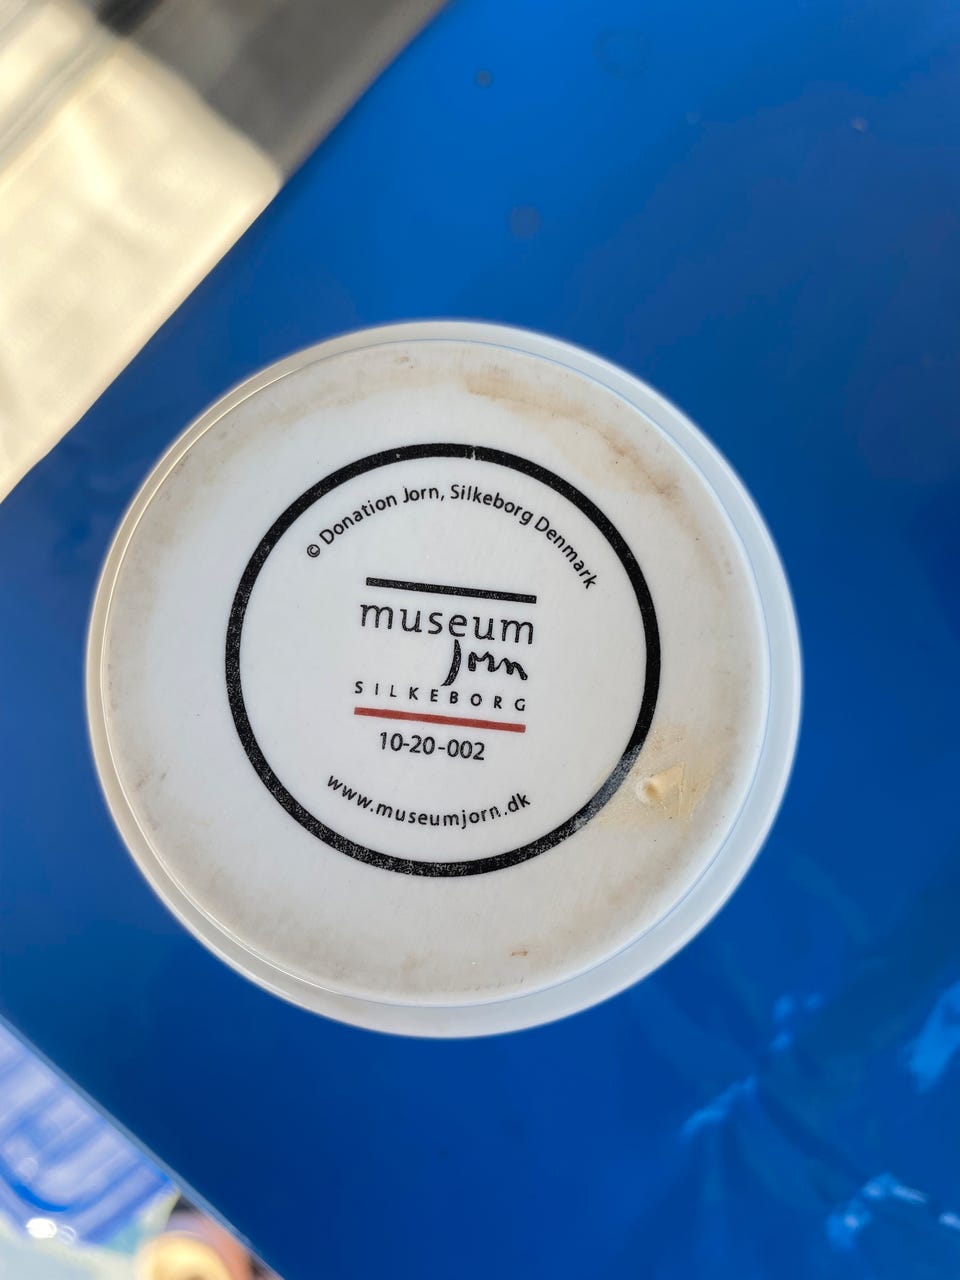 © Donation Jorn, Silkeborg Denmark
museum
Jorn
SILKEBORG
10-20-002
www.museumjorn.dk